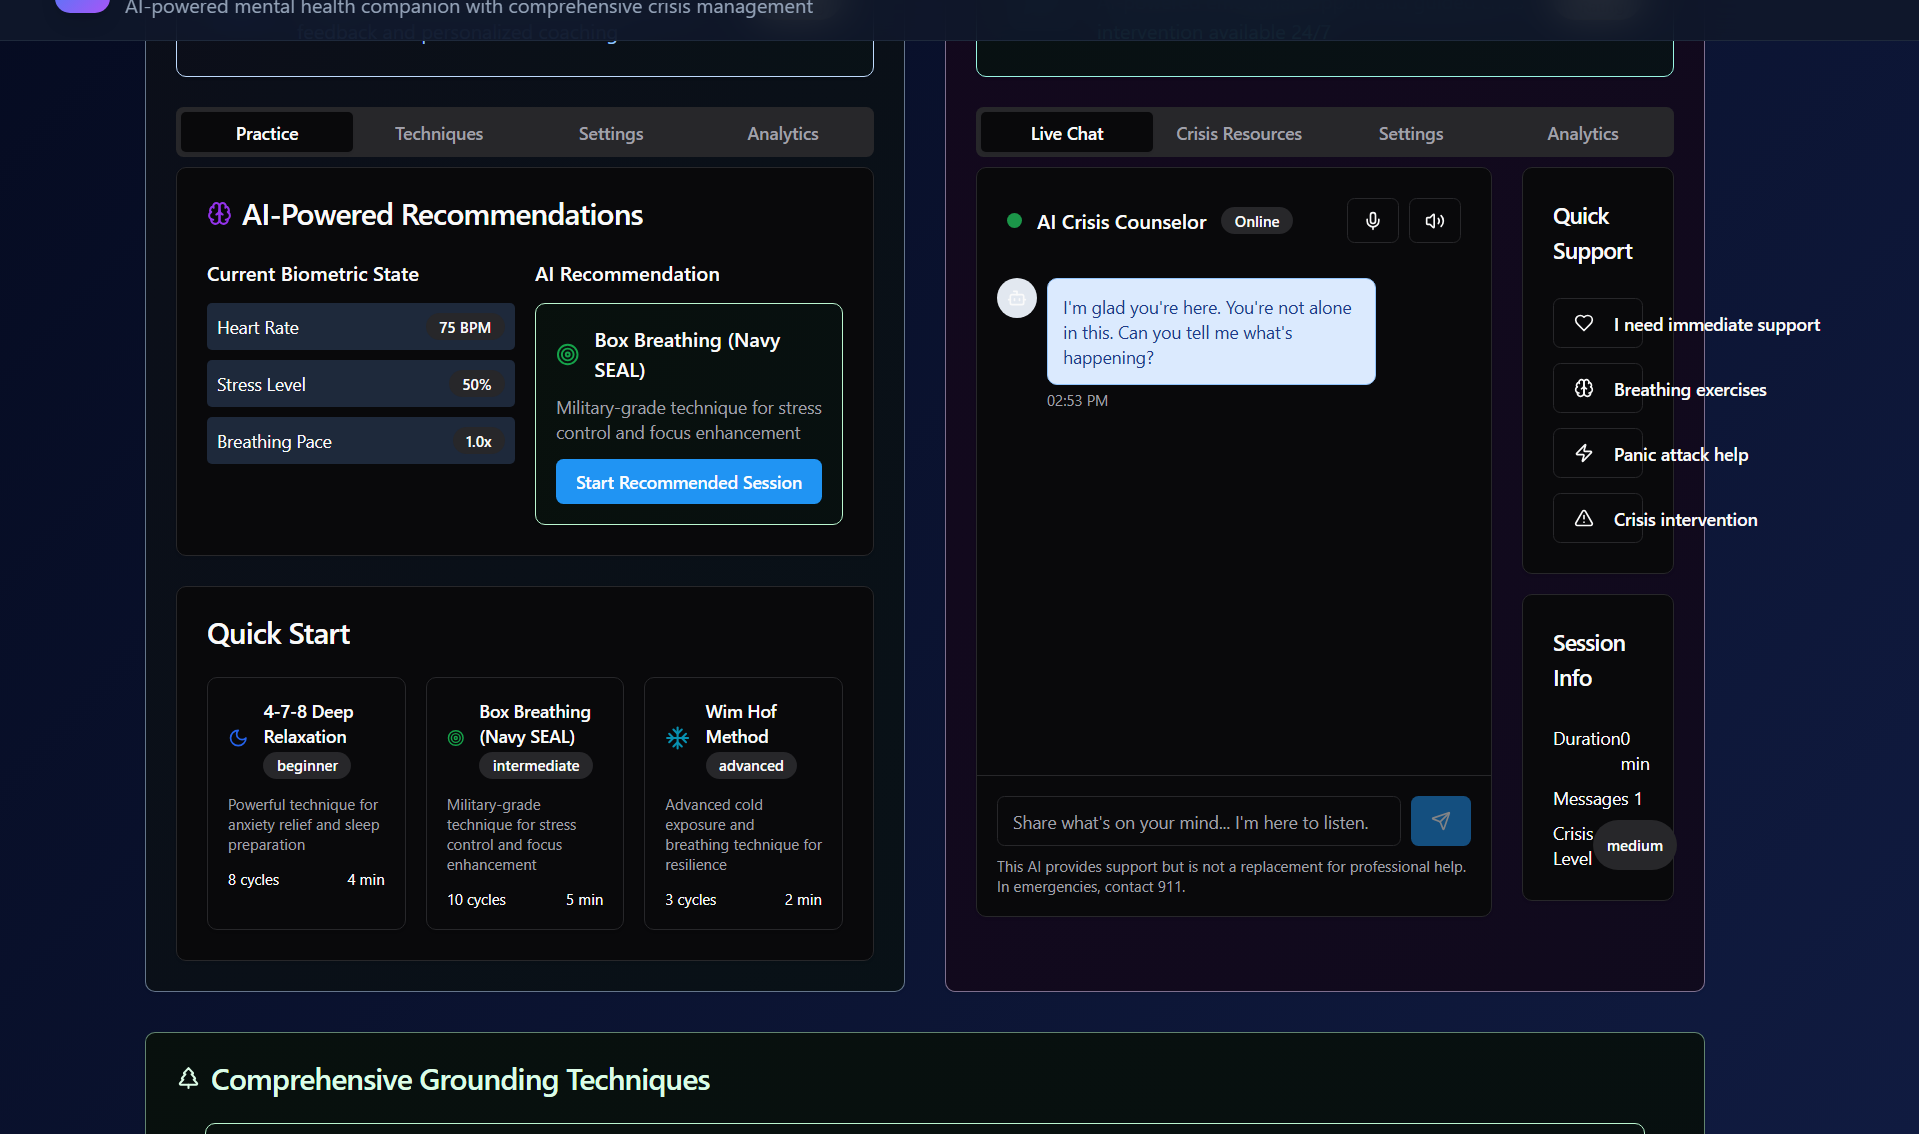 AI-powered mental health companion with comprehensive crisis management
feedback and personalized coaching
intervention available 24/7
Practice
Techniques
Settings
Analytics
AI-Powered Recommendations
Current Biometric State
Heart Rate
75 BPM
Stress Level
50%
Breathing Pace
1.0x
AI Recommendation
Box Breathing (Navy
SEAL)
Military-grade technique for stress
control and focus enhancement
Start Recommended Session
Quick Start
4-7-8 Deep
Relaxation
beginner
Powerful technique for
anxiety relief and sleep
preparation
8 cycles
4 min
Box Breathing
(Navy SEAL)
intermediate
Military-grade
technique for stress
control and focus
enhancement
10 cycles
5 min
Wim Hof
Method
advanced
Advanced cold
exposure and
breathing technique for
resilience
3 cycles
2 min
Live Chat
Crisis Resources
Settings
Analytics
AI Crisis Counselor
Online
I'm glad you're here. You're not alone
in this. Can you tell me what's
happening?
02:53 PM
Share what's on your mind... I'm here to listen.
This AI provides support but is not a replacement for professional help.
In emergencies, contact 911.
Quick
Support
I need immediate support
Breathing exercises
Panic attack help
Crisis intervention
Session
Info
Duration0
min
Messages 1
Crisis
Level
medium
Comprehensive Grounding Techniques